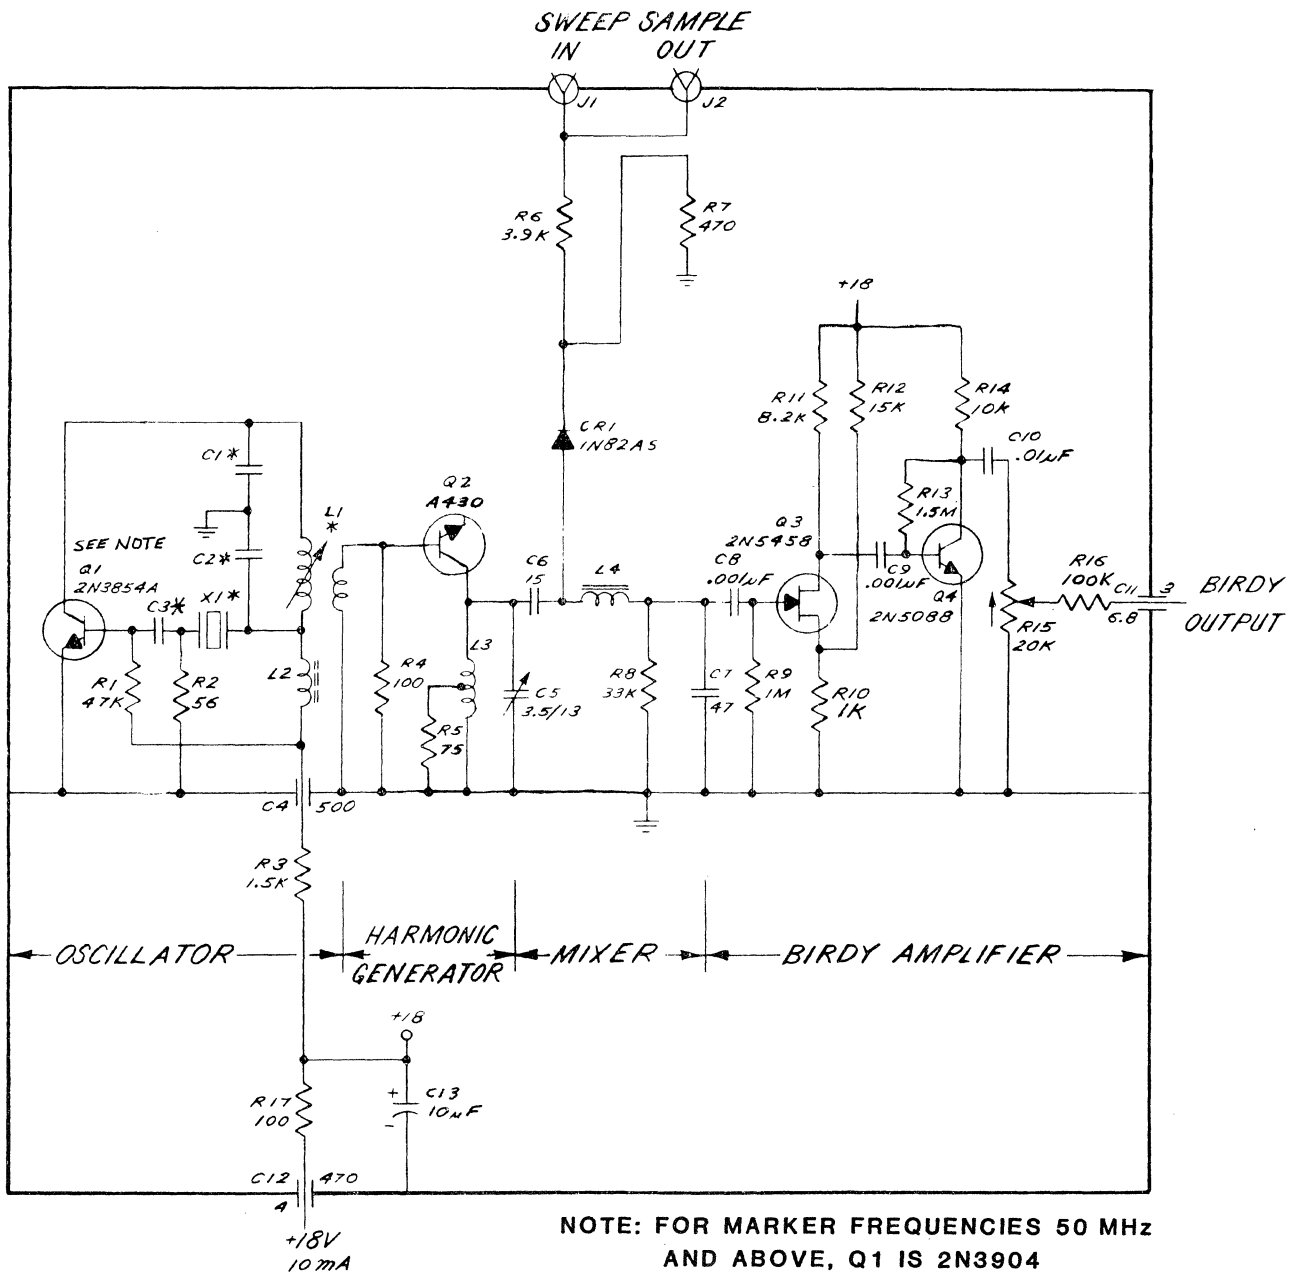 SWEEP SAMPLE
IN OUT
J1 J2
R6
3.9K
R7
470
+18
R11
8.2K
R12
15K
R14
10K
C10
.01µF
CR1
1N82AS
C1*
L1
*
C2*
Q2
A430
R13
1.5M
Q3
2N5458
SEE NOTE
Q1
2N3854A
C3* X1*
C6
15
L4
C8
.001µF
C9
.001µF
Q4
2N5088
R16
100K
C11 3
6.8
BIRDY
OUTPUT
R15
20K
R1
47K
R2
56
L2
R4
100
L3
R5
75
C5
3.5/13
R8
33K
C7
47
R9
1M
R10
1K
C4 500
R3
1.5K
OSCILLATOR
HARMONIC
GENERATOR
MIXER
BIRDY AMPLIFIER
+18
+
C13
10µF
-
R17
100
C12 470
4
+18V
10mA
NOTE: FOR MARKER FREQUENCIES 50 MHz
AND ABOVE, Q1 IS 2N3904